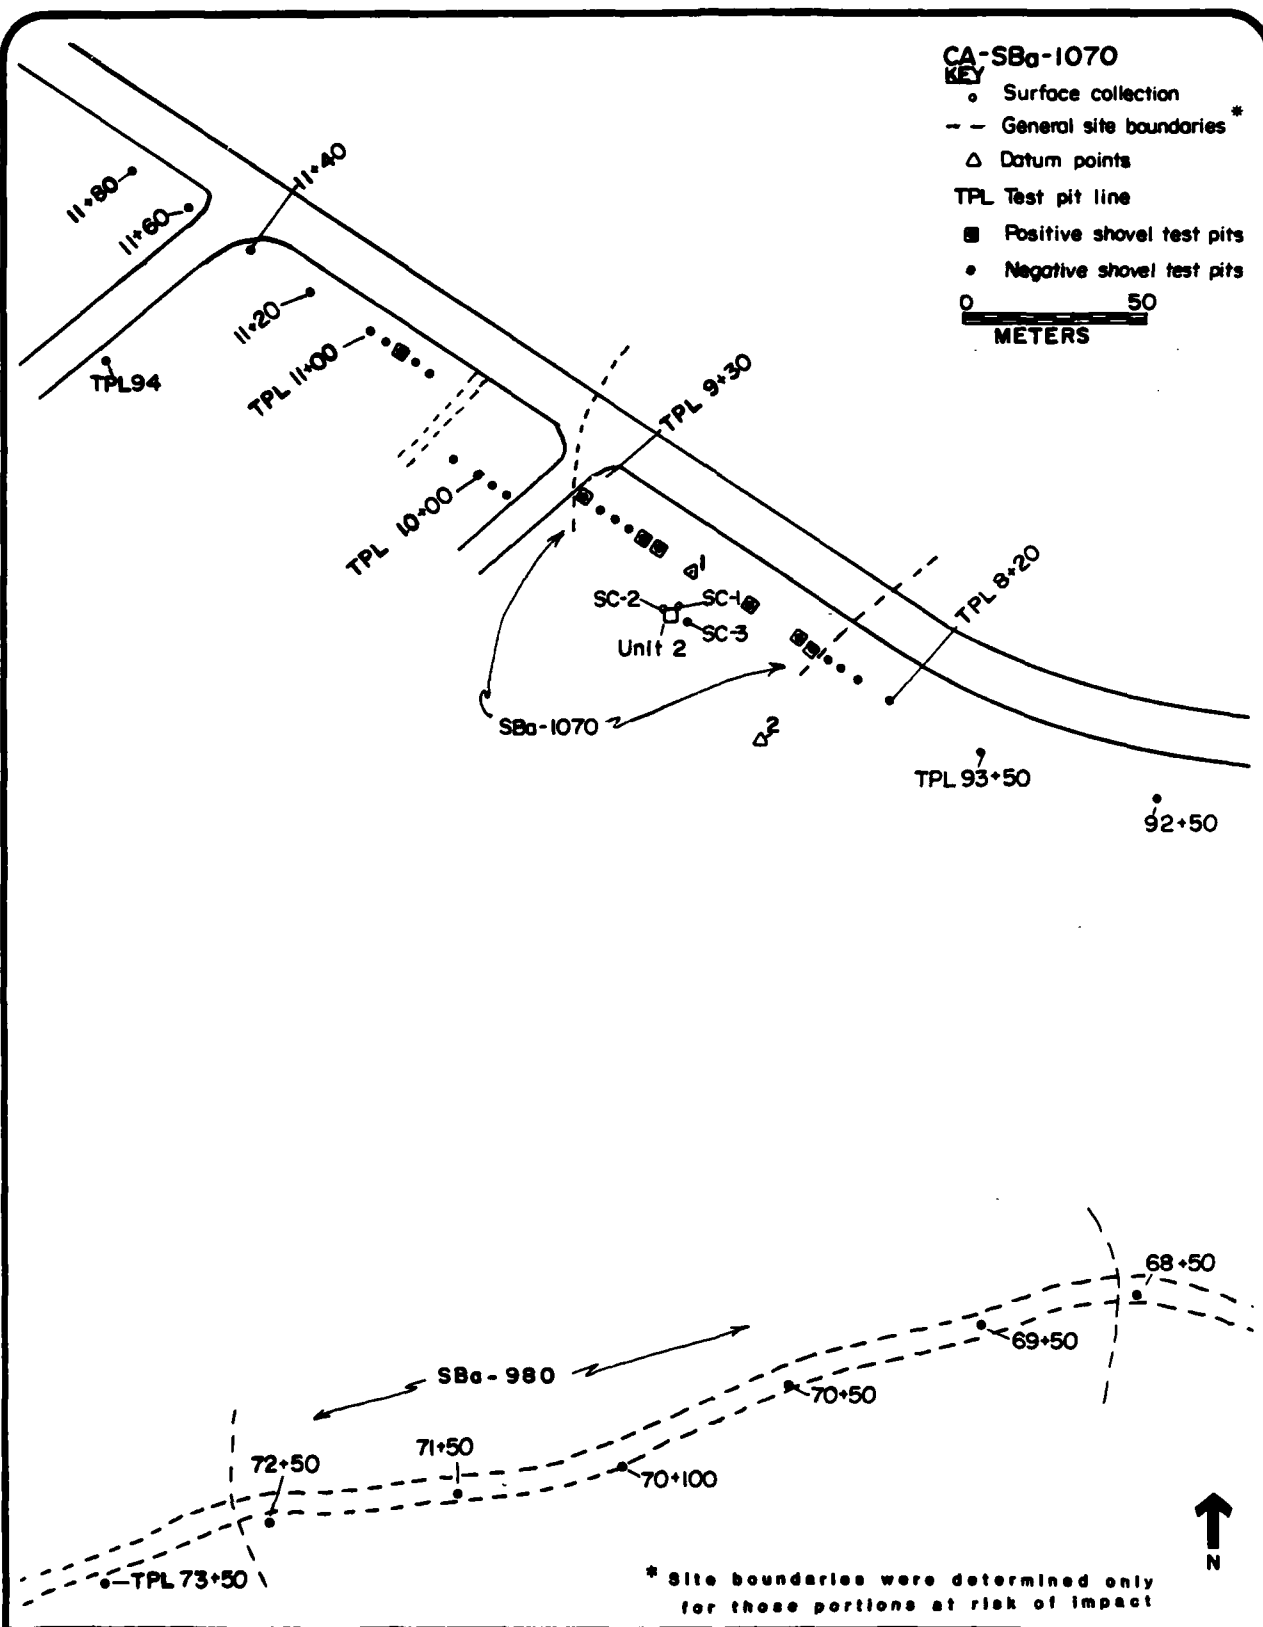 CA-SBa-1070
KEY
Surface collection
General site boundaries *
Datum points
TPL Test pit line
Positive shovel test pits
Negative shovel test pits
0 50
METERS
11+40
11+80
11+60
11+20
TPL 11+00
TPL 94
TPL 9+30
TPL 10+00
1
TPL 8+20
SC-2
SC-1
SC-3
Unit 2
SBa-1070
2
TPL 93+50
92+50
68+50
69+50
SBa-980
70+50
71+50
72+50
70+100
TPL 73+50
N
* Site boundaries were determined only
for those portions at risk of impact